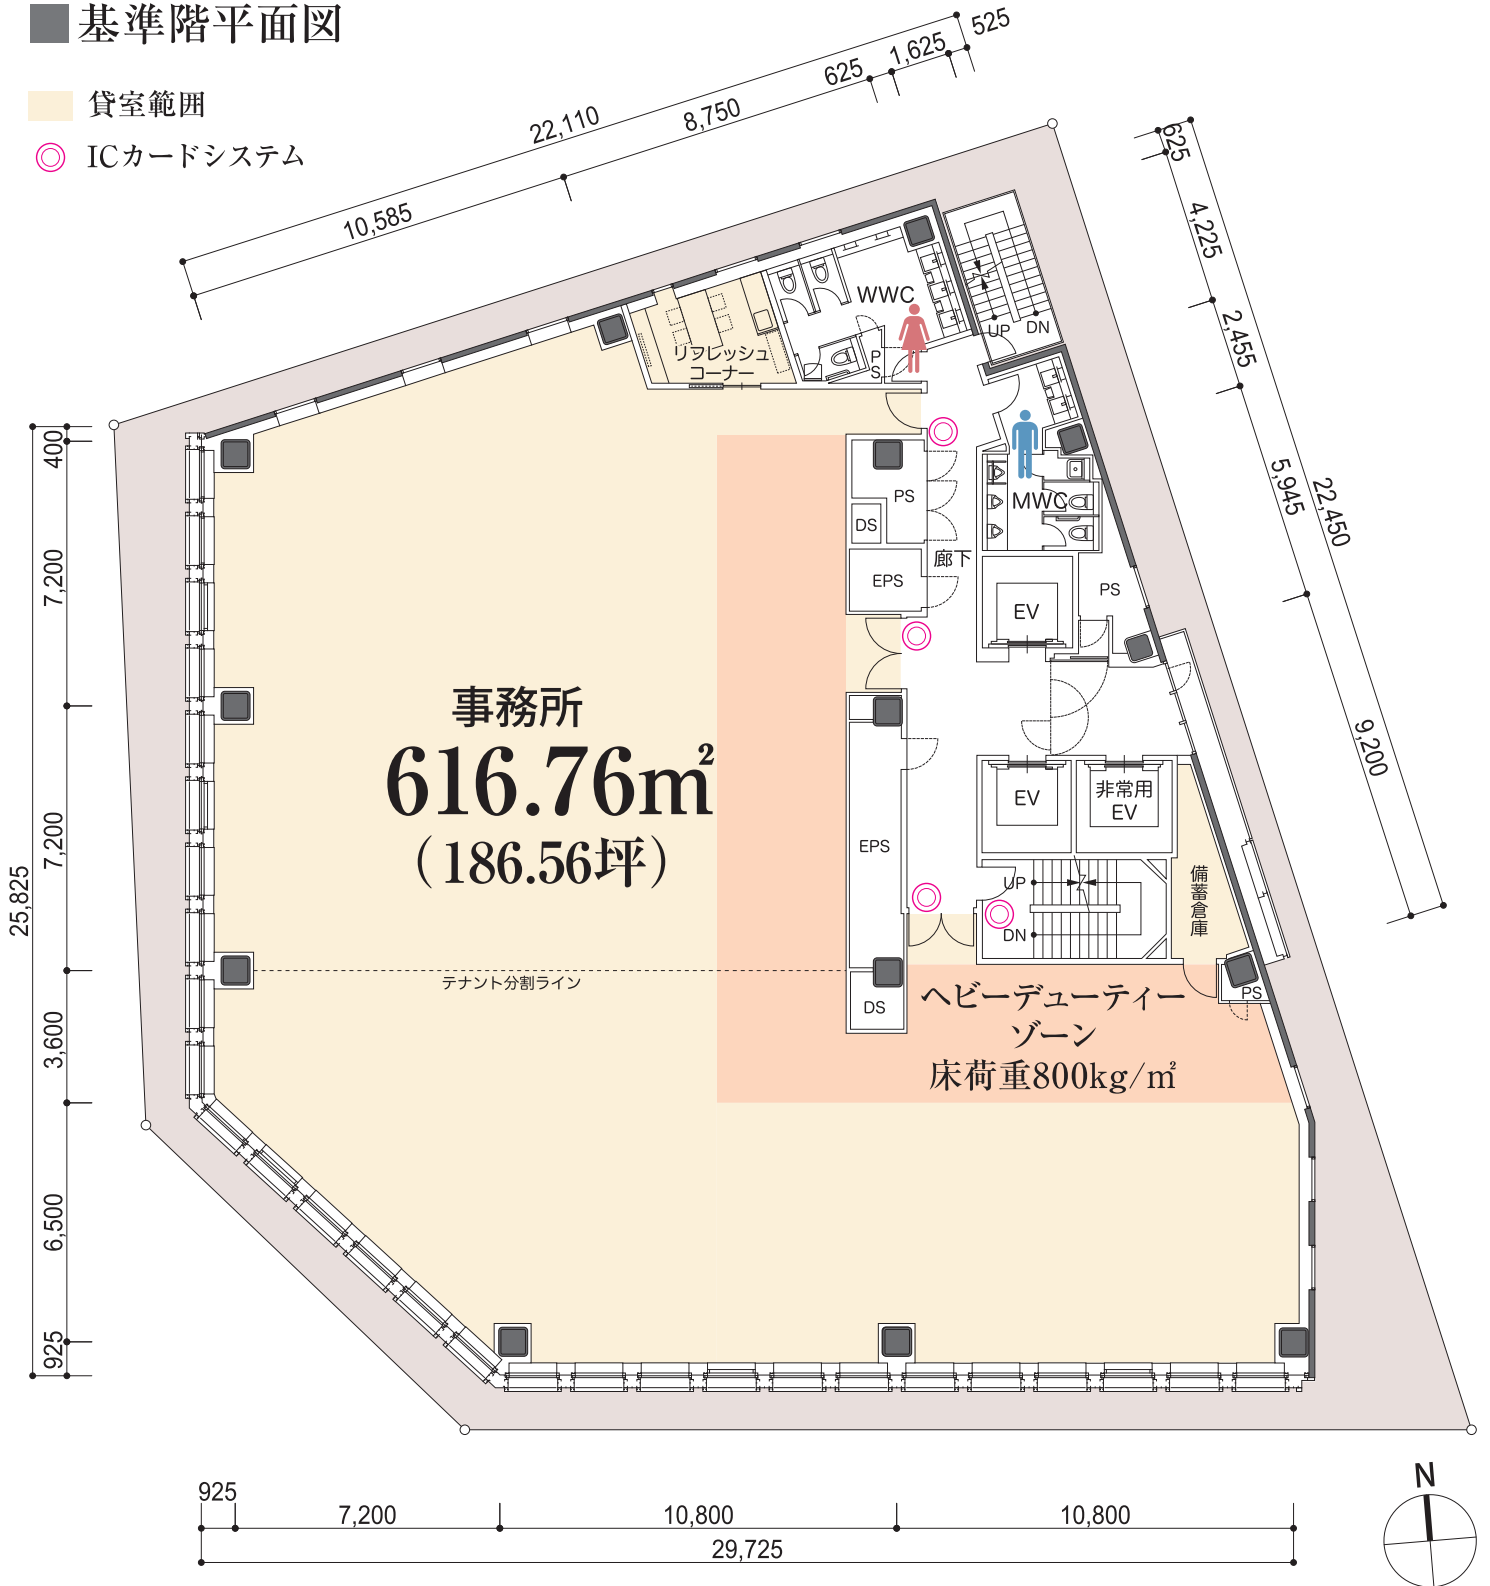 基準階平面図
貸室範囲
ICカードシステム
525
1,625
625
22,110
8,750
10,585
625
4,225
2,455
5,945
22,450
9,200
400
7,200
7,200
25,825
3,600
6,500
925
WWC
UP
DN
リフレッシュ
コーナー
PS
MWC
PS
DS
廊下
EPS
EV
PS
事務所
616.76㎡
（186.56坪）
EV
非常用
EV
EPS
備蓄倉庫
UP
DN
テナント分割ライン
DS
PS
ヘビーデューティー
ゾーン
床荷重800kg/㎡
N
925
7,200
10,800
10,800
29,725